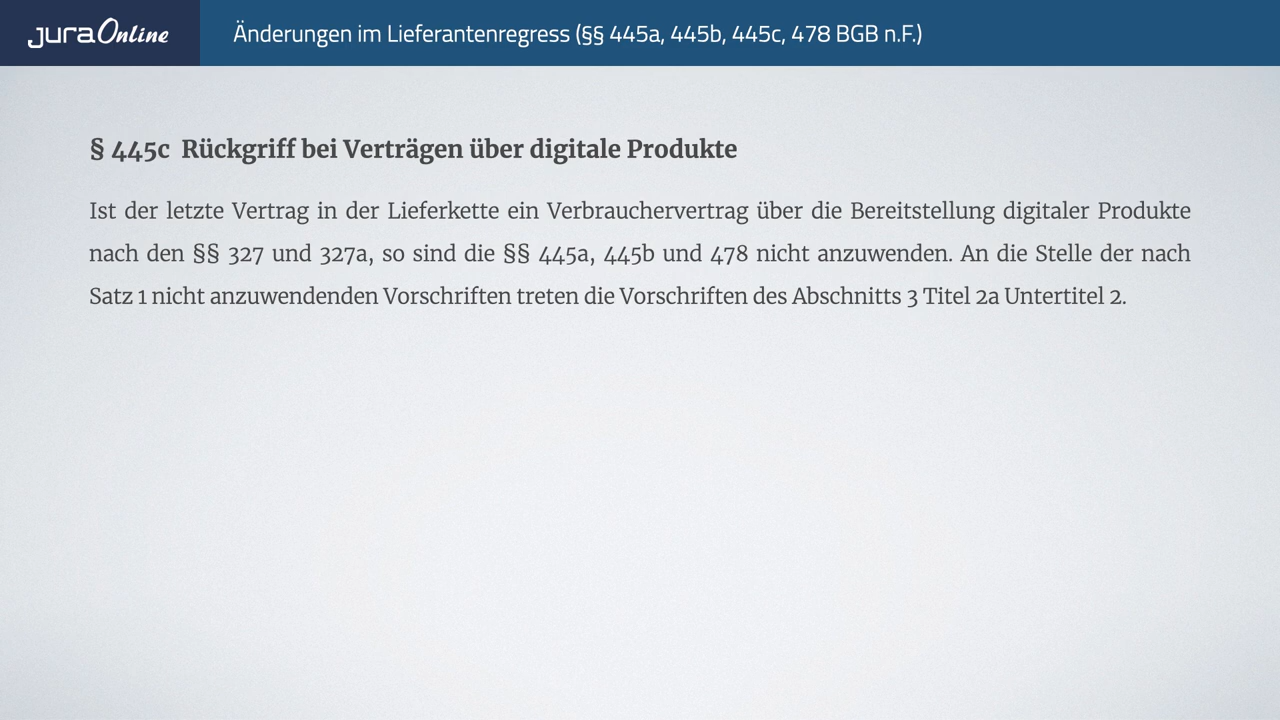 juraOnline
Änderungen im Lieferantenregress (§§ 445a, 445b, 445c, 478 BGB n.F.)
§ 445c Rückgriff bei Verträgen über digitale Produkte
Ist der letzte Vertrag in der Lieferkette ein Verbrauchervertrag über die Bereitstellung digitaler Produkte
nach den §§ 327 und 327a, so sind die §§ 445a, 445b und 478 nicht anzuwenden. An die Stelle der nach
Satz 1 nicht anzuwendenden Vorschriften treten die Vorschriften des Abschnitts 3 Titel 2a Untertitel 2.